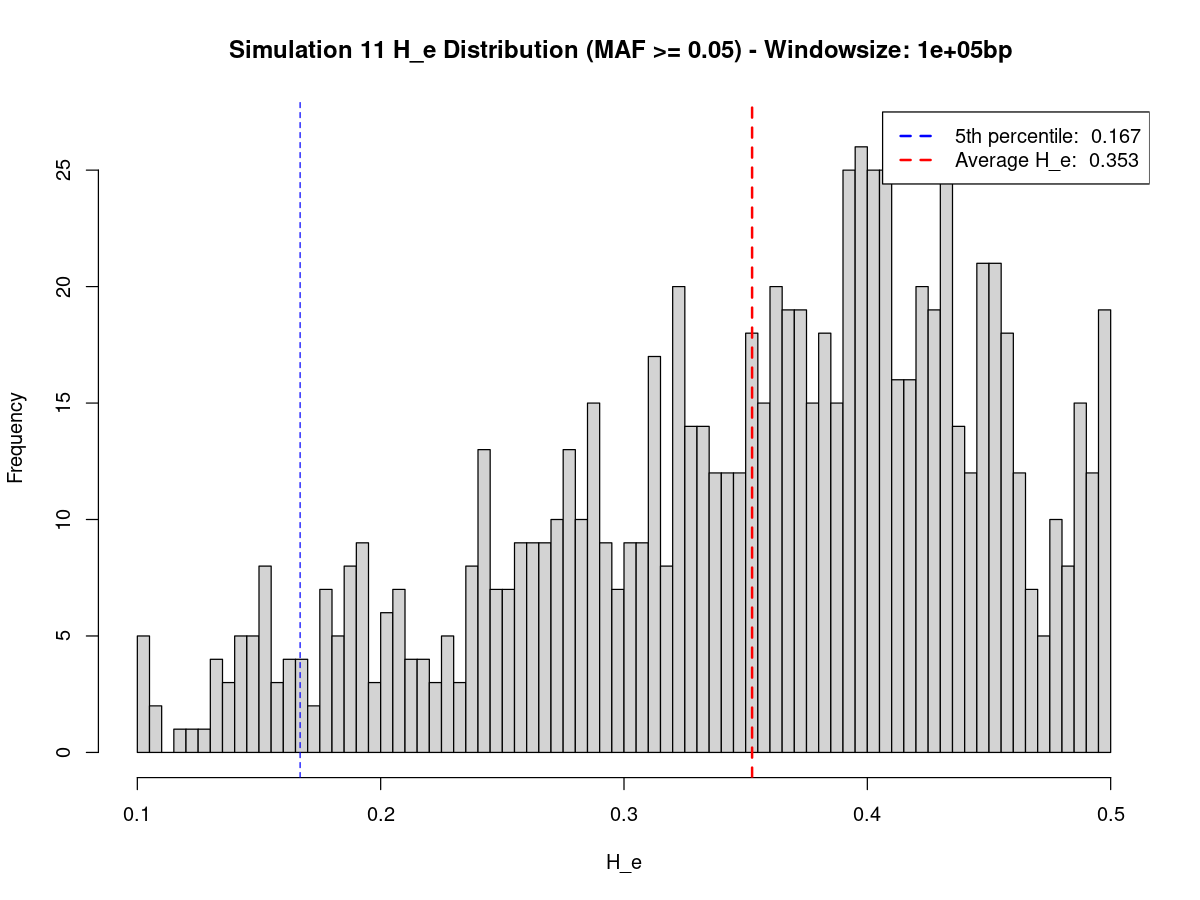 Simulation 11 H_e Distribution (MAF >= 0.05) - Windowsize: 1e+05bp
5th percentile: 0.167
Average H_e: 0.353
Frequency
25
20
15
10
5
0
0.1 0.2 0.3 0.4 0.5
H_e